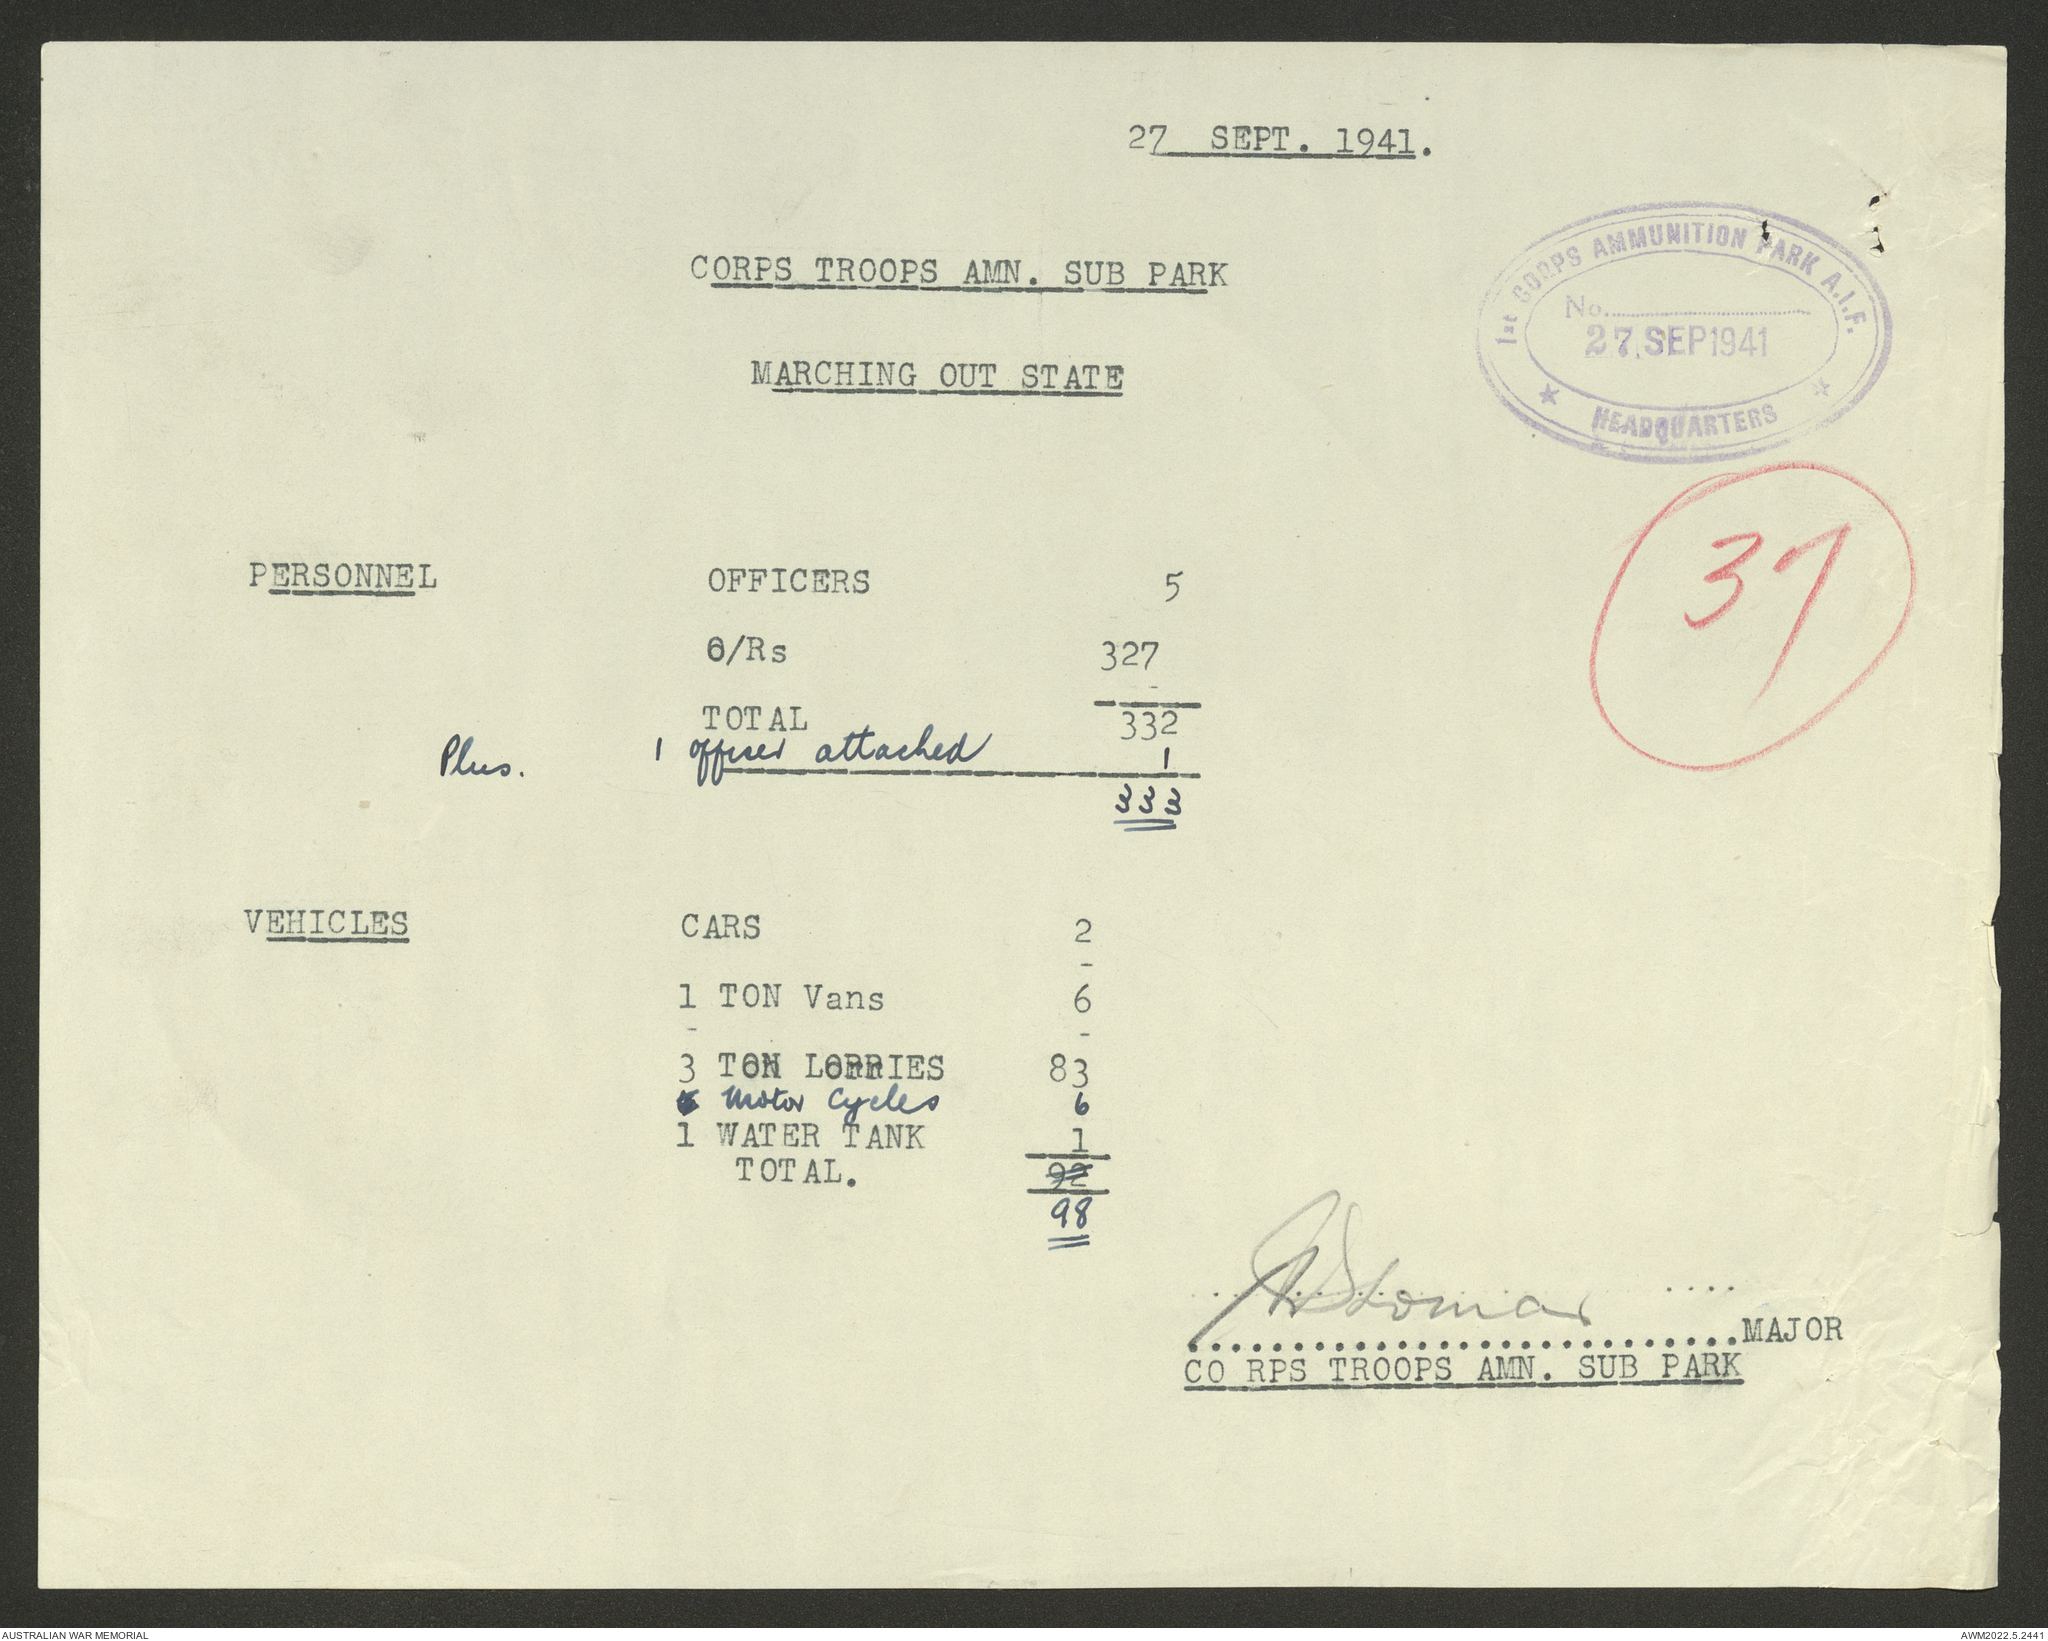 27 SEPT. 1941.
CORPS TROOPS AMN. SUB PARK
1st CORPS AMMUNITION PARK A.I.F.
No.
27 SEP 1941
HEADQUARTERS
MARCHING OUT STATE
37
PERSONNEL OFFICERS 5
O/Rs 327
TOTAL 332
Plus. 1 officer attached 1
333
VEHICLES CARS 2
1 TON Vans 6
3 TON LORRIES 83
Motor Cycles 6
1 WATER TANK 1
TOTAL. 92
98
MAJOR
CO RPS TROOPS AMN. SUB PARK
AUSTRALIAN WAR MEMORIAL
AWM2022.5.2441